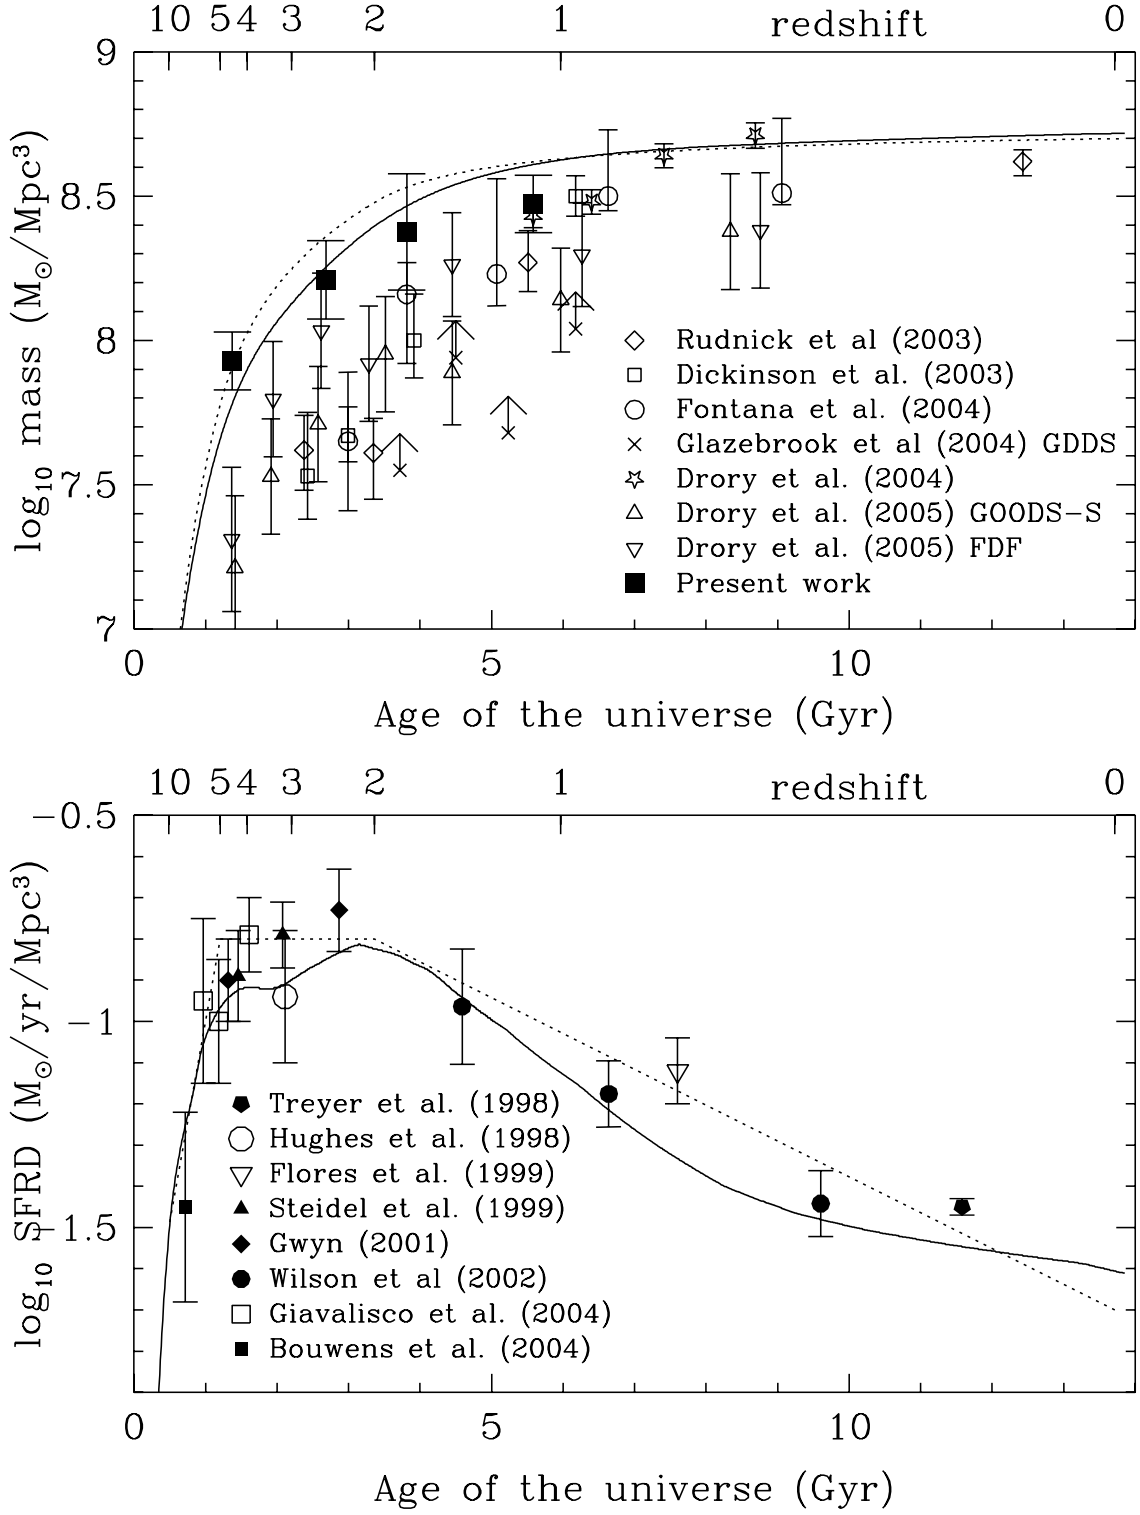 10 5 4 3 2 1 redshift 0
9
8.5
8
7.5
7
log10 mass (M⊙/Mpc³)
Rudnick et al (2003)
Dickinson et al. (2003)
Fontana et al. (2004)
Glazebrook et al (2004) GDDS
Drory et al. (2004)
Drory et al. (2005) GOODS-S
Drory et al. (2005) FDF
Present work
0 5 10
Age of the universe (Gyr)
10 5 4 3 2 1 redshift 0
-0.5
-1
-1.5
log10 SFRD (M⊙/yr/Mpc³)
Treyer et al. (1998)
Hughes et al. (1998)
Flores et al. (1999)
Steidel et al. (1999)
Gwyn (2001)
Wilson et al (2002)
Giavalisco et al. (2004)
Bouwens et al. (2004)
0 5 10
Age of the universe (Gyr)